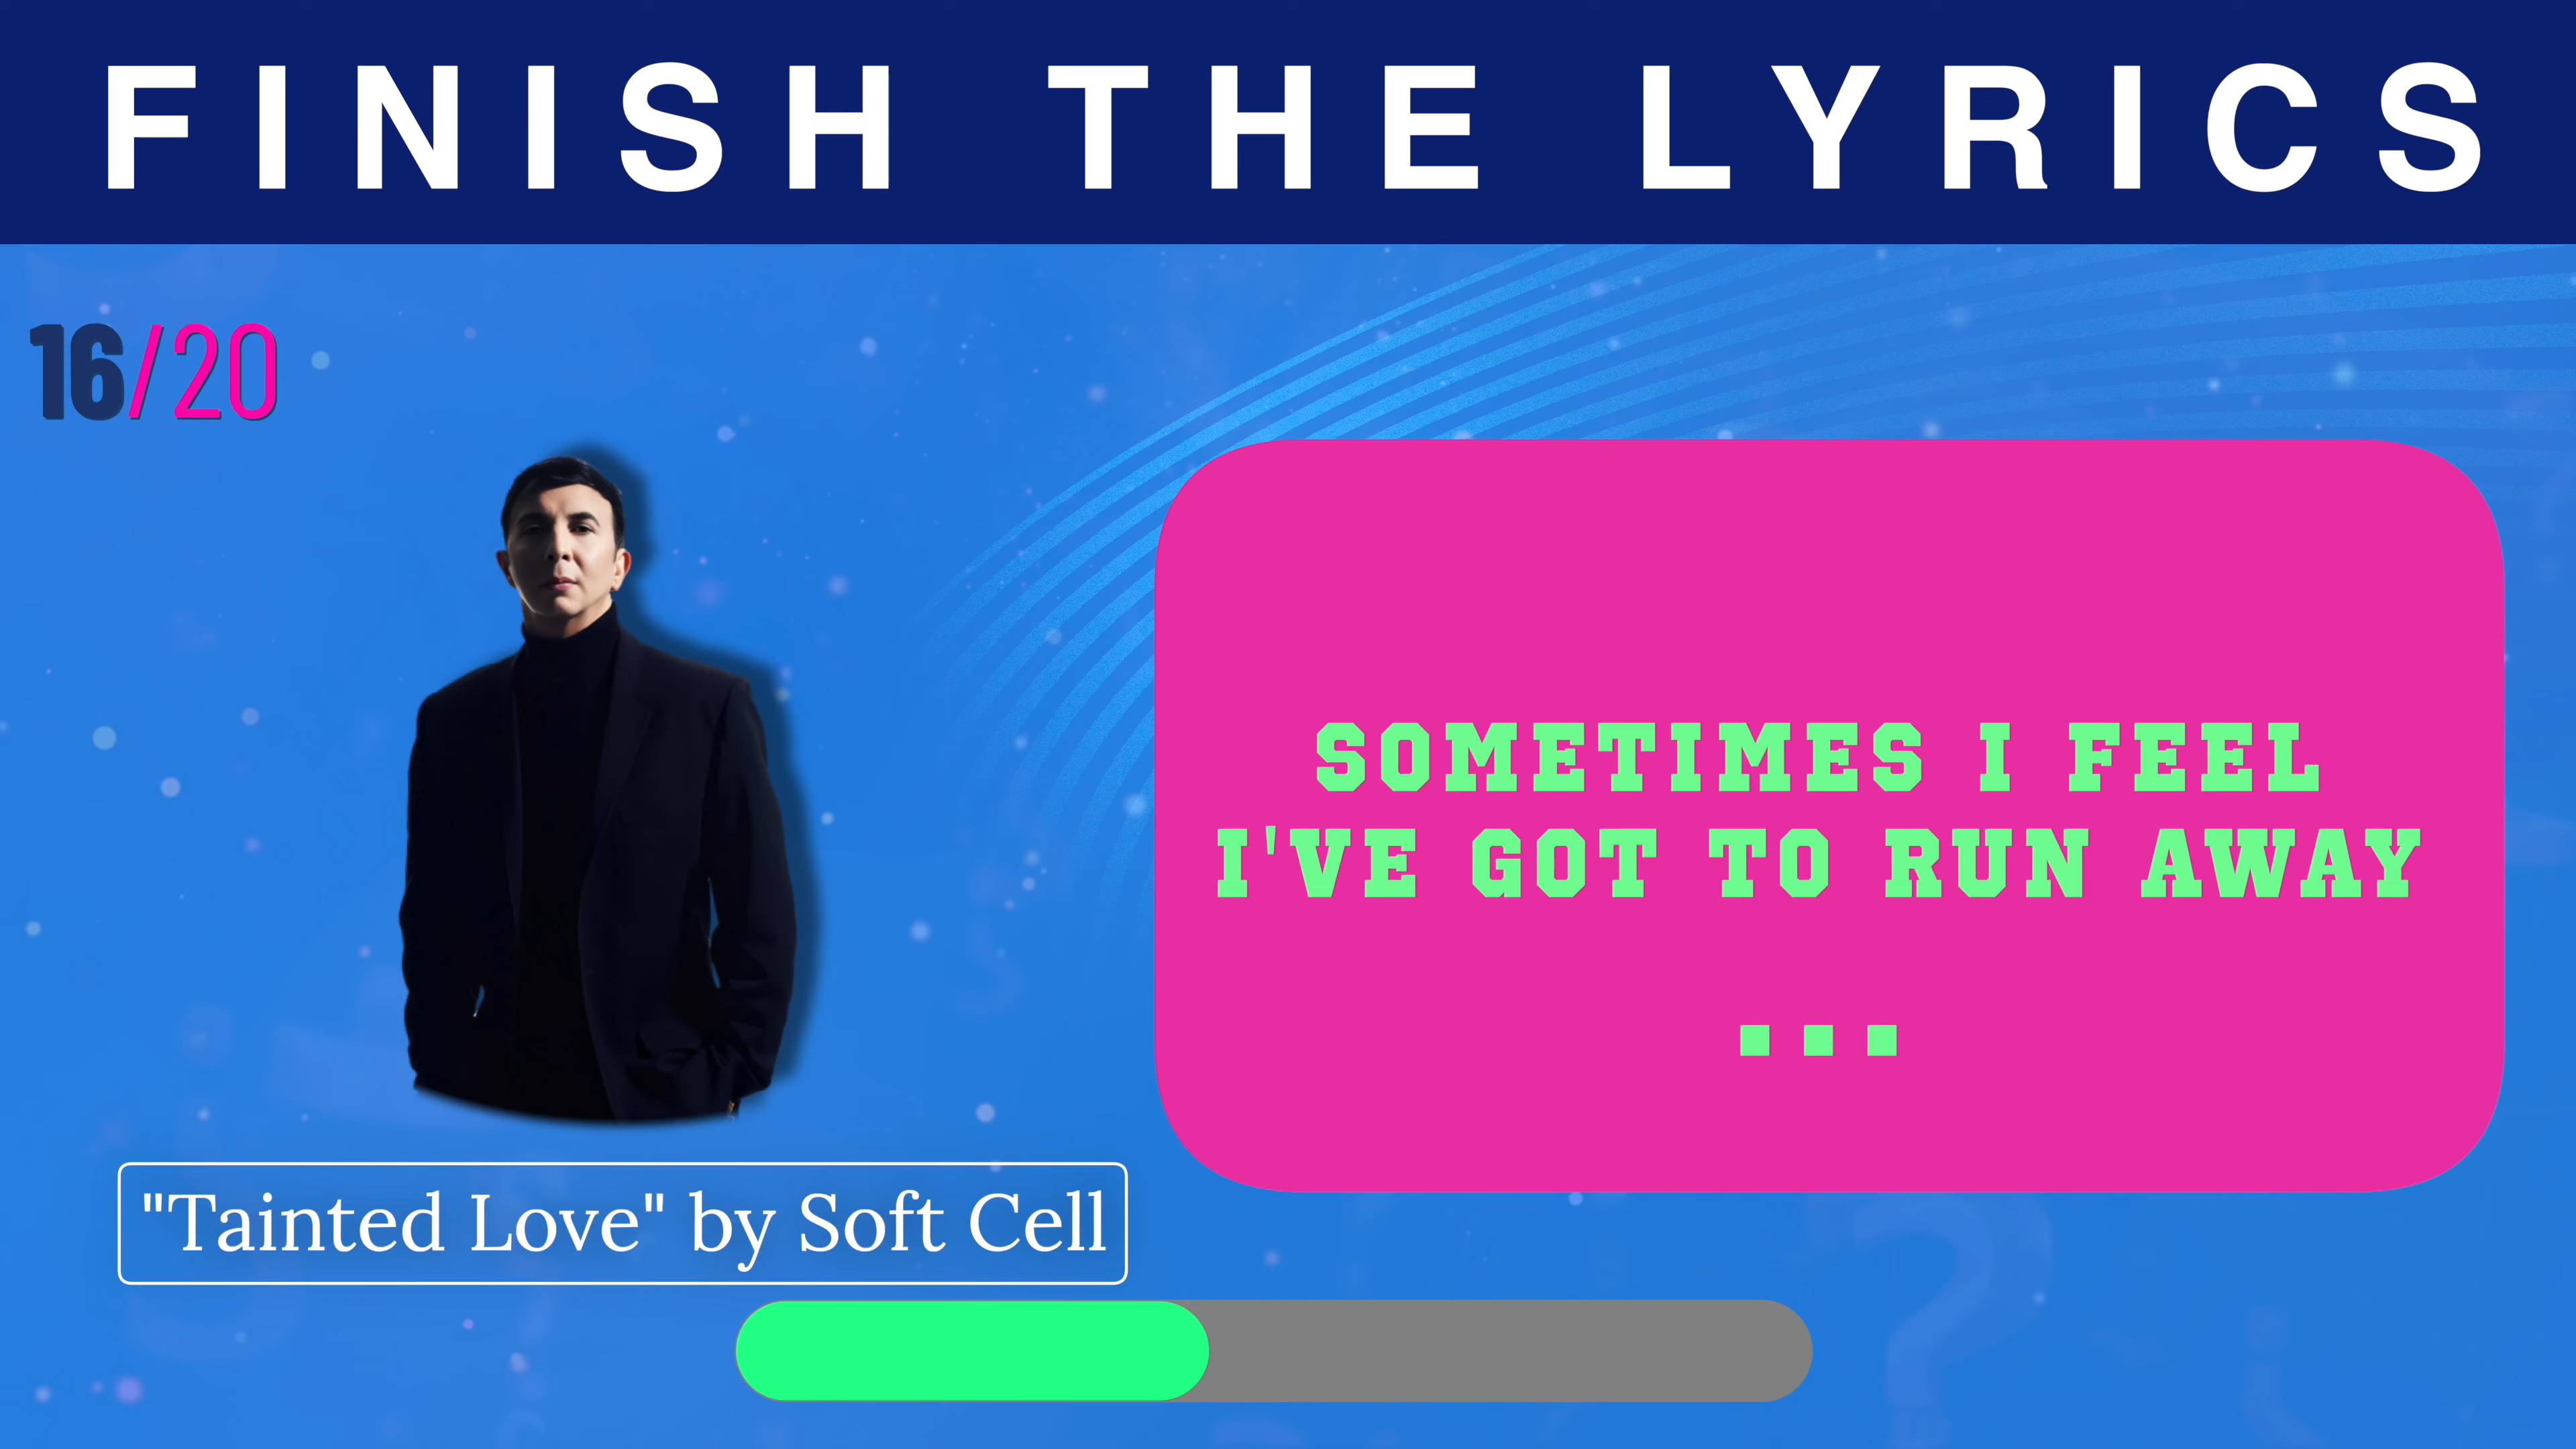 FINISH THE LYRICS
16/20
SOMETIMES I FEEL
I'VE GOT TO RUN AWAY
...
"Tainted Love" by Soft Cell